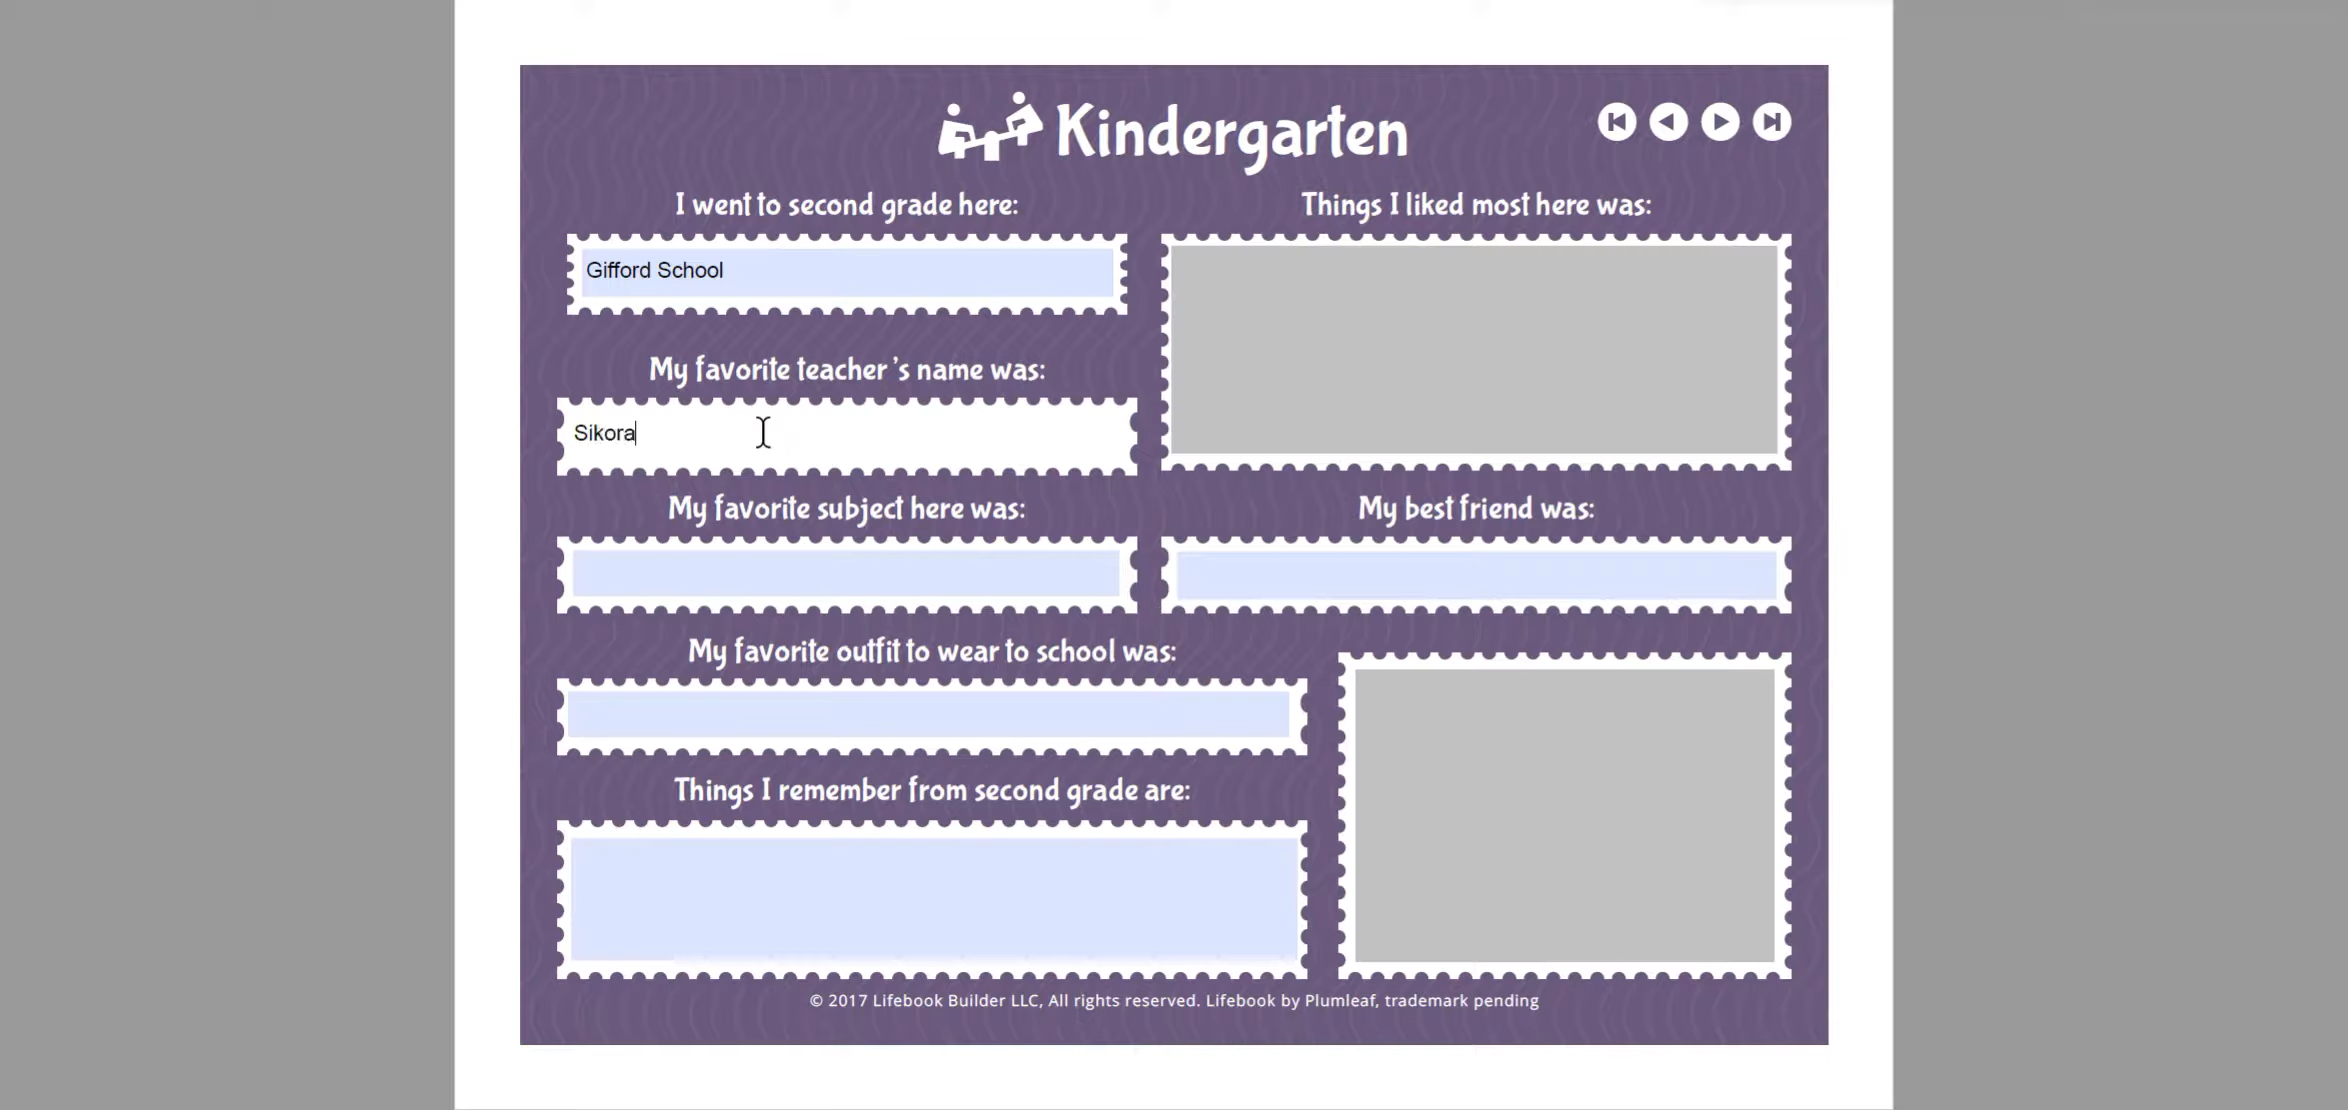 Kindergarten
I went to second grade here:
Gifford School
Things I liked most here was:
My favorite teacher 's name was:
Sikora
My favorite subject here was:
My best friend was:
My favorite outfit to wear to school was:
Things I remember from second grade are:
© 2017 Lifebook Builder LLC, All rights reserved. Lifebook by Plumleaf, trademark pending